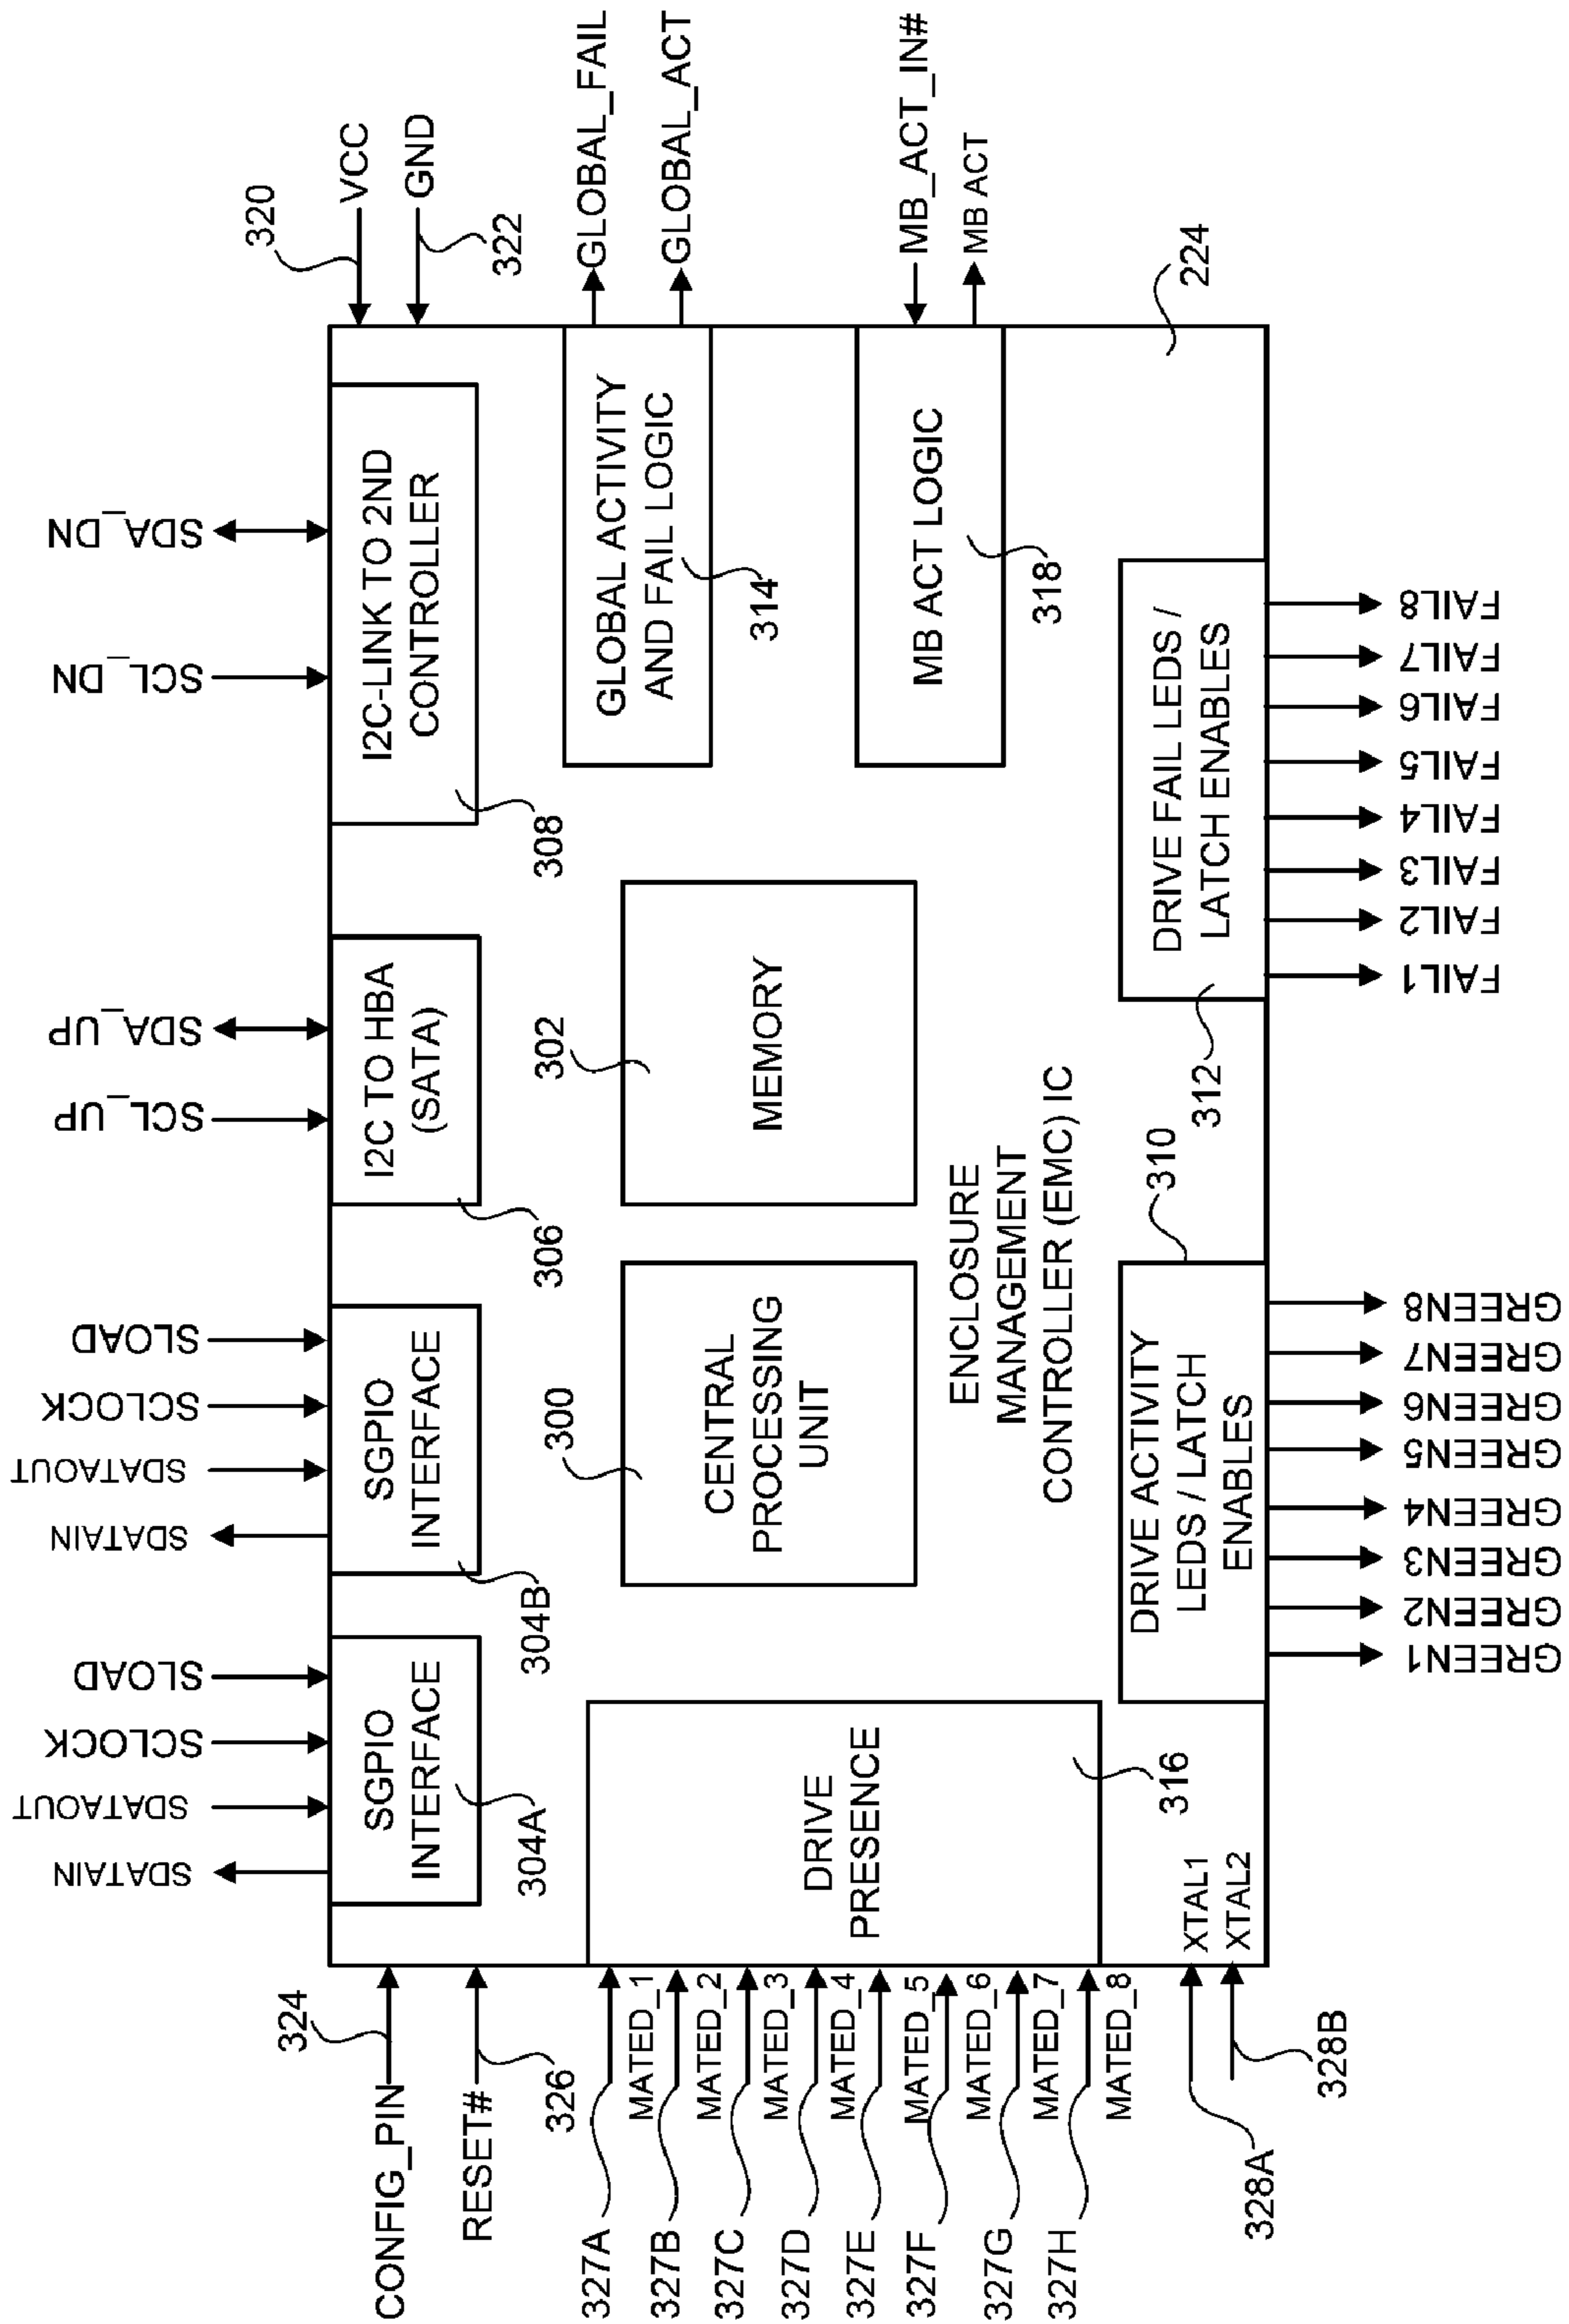 SDATAIN
SDATAOUT
SCLOCK
SLOAD
SDATAIN
SDATAOUT
SCLOCK
SLOAD
SCL_UP
SDA_UP
SCL_DN
SDA_DN
324
CONFIG_PIN
RESET#
326
320
VCC
GND
322
SGPIO
INTERFACE
304A
SGPIO
INTERFACE
304B
I2C TO HBA
(SATA)
306
I2C-LINK TO 2ND
CONTROLLER
308
300
CENTRAL
PROCESSING
UNIT
302
MEMORY
GLOBAL ACTIVITY
AND FAIL LOGIC
314
GLOBAL_FAIL
GLOBAL_ACT
MB ACT LOGIC
318
MB_ACT_IN#
MB ACT
327A
MATED_1
327B
MATED_2
327C
MATED_3
327D
MATED_4
327E
MATED_5
327F
MATED_6
327G
MATED_7
327H
MATED_8
DRIVE
PRESENCE
316
ENCLOSURE
MANAGEMENT
CONTROLLER (EMC) IC
224
XTAL1
XTAL2
328A
328B
310
DRIVE ACTIVITY
LEDS / LATCH
ENABLES
312
DRIVE FAIL LEDS /
LATCH ENABLES
GREEN1
GREEN2
GREEN3
GREEN4
GREEN5
GREEN6
GREEN7
GREEN8
FAIL1
FAIL2
FAIL3
FAIL4
FAIL5
FAIL6
FAIL7
FAIL8